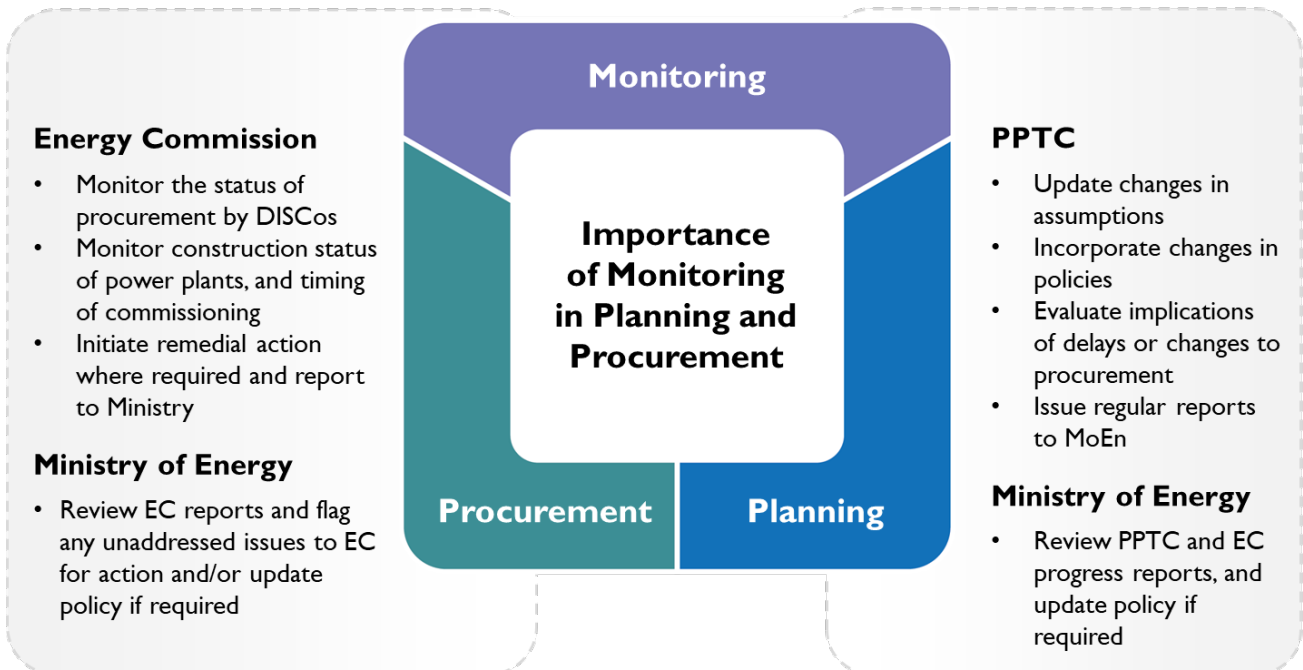 Monitoring
Energy Commission
• Monitor the status of
procurement by DISCos
• Monitor construction status
of power plants, and timing
of commissioning
• Initiate remedial action
where required and report
to Ministry
Ministry of Energy
• Review EC reports and flag
any unaddressed issues to EC
for action and/or update
policy if required
Importance
of Monitoring
in Planning and
Procurement
Procurement
Planning
PPTC
• Update changes in
assumptions
• Incorporate changes in
policies
• Evaluate implications
of delays or changes to
procurement
• Issue regular reports
to MoEn
Ministry of Energy
• Review PPTC and EC
progress reports, and
update policy if
required